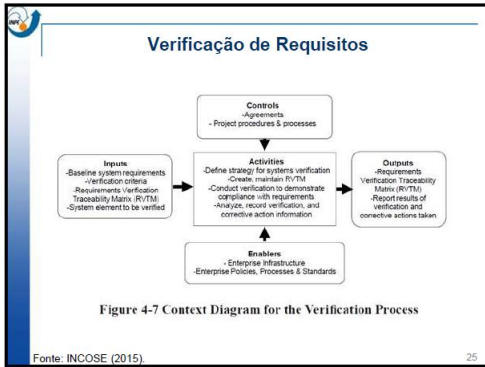 INPE
Verificação de Requisitos
Controls
-Agreements
- Project procedures & processes
Inputs
-Baseline system requirements
-Verification criteria
-Requirements Verification
Traceability Matrix (RVTM)
-System element to be verified
Activities
-Define strategy for systems verification
-Create, maintain RVTM
-Conduct verification to demonstrate
compliance with requirements
-Analyze, record verification, and
corrective action information
Outputs
-Requirements
Verification Traceability
Matrix (RVTM)
-Report results of
verification and
corrective actions taken
Enablers
- Enterprise Infrastructure
-Enterprise Policies, Processes & Standards
Figure 4-7 Context Diagram for the Verification Process
Fonte: INCOSE (2015).
25